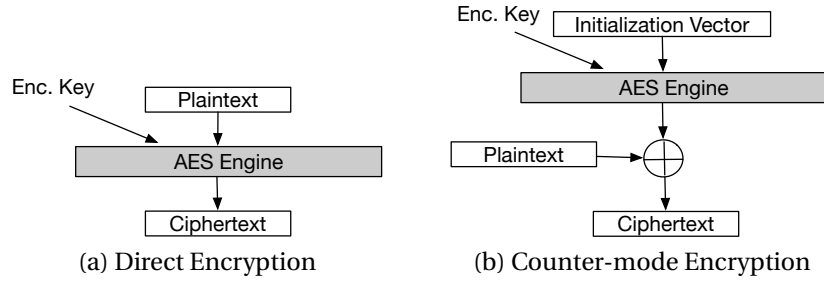 Enc. Key
Plaintext
AES Engine
Ciphertext
(a) Direct Encryption
Enc. Key
Initialization Vector
AES Engine
Plaintext
Ciphertext
(b) Counter-mode Encryption